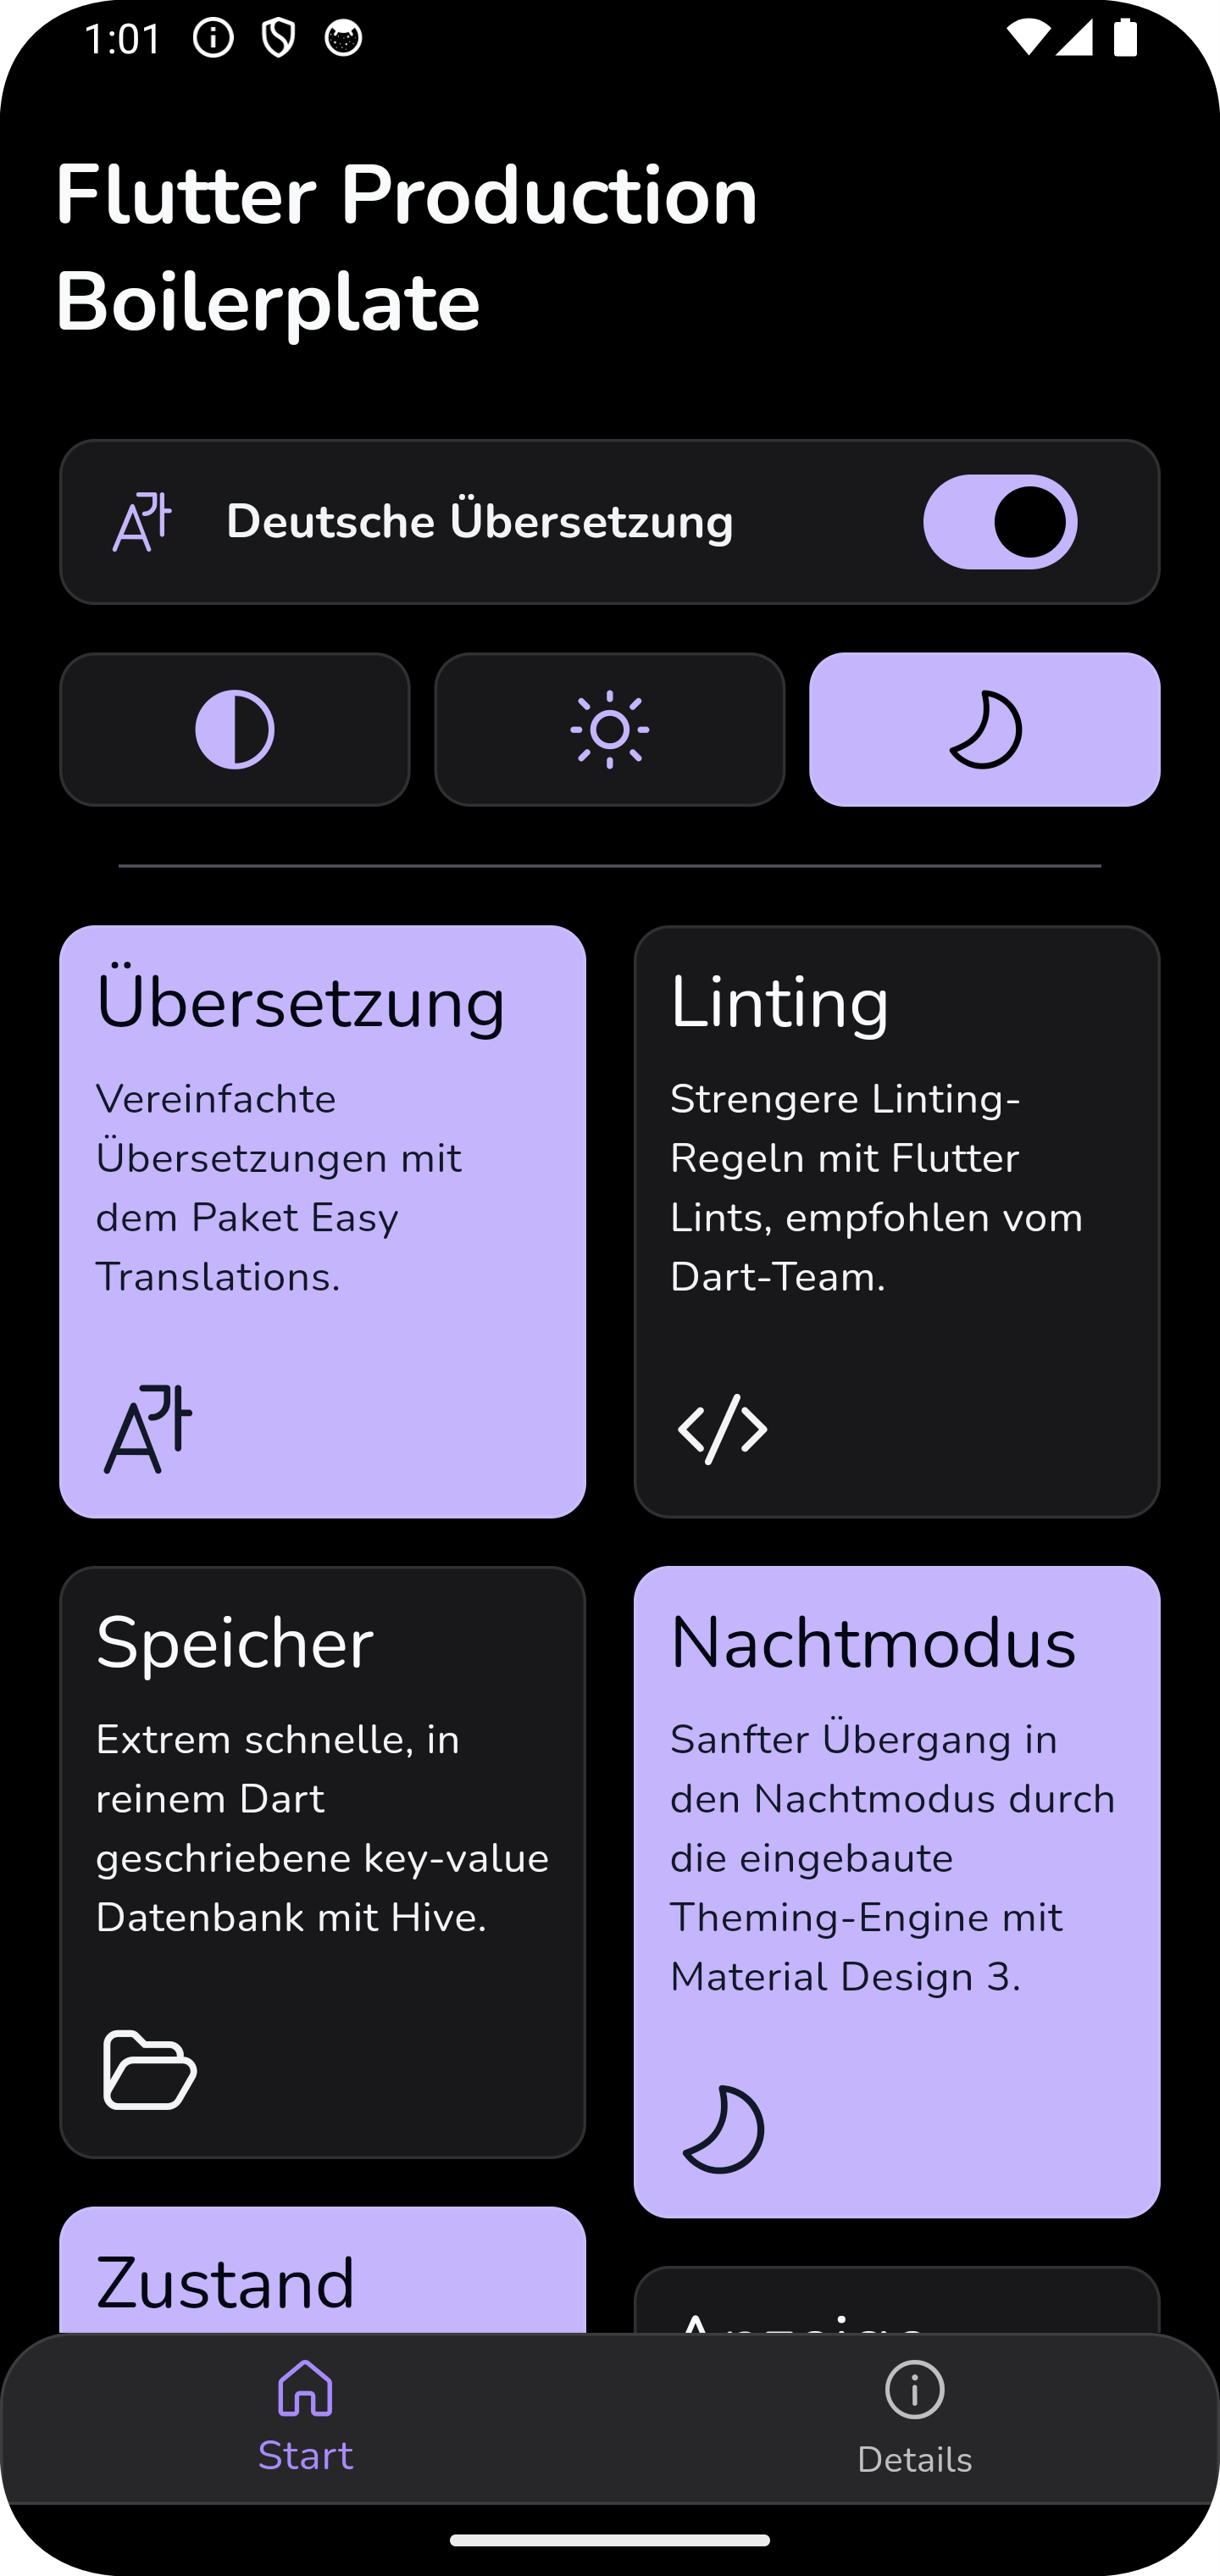 1:01
Flutter Production
Boilerplate
Deutsche Übersetzung
Übersetzung
Vereinfachte
Übersetzungen mit
dem Paket Easy
Translations.
Linting
Strengere Linting-
Regeln mit Flutter
Lints, empfohlen vom
Dart-Team.
Speicher
Extrem schnelle, in
reinem Dart
geschriebene key-value
Datenbank mit Hive.
Nachtmodus
Sanfter Übergang in
den Nachtmodus durch
die eingebaute
Theming-Engine mit
Material Design 3.
Zustand
Anzeige
Start
Details